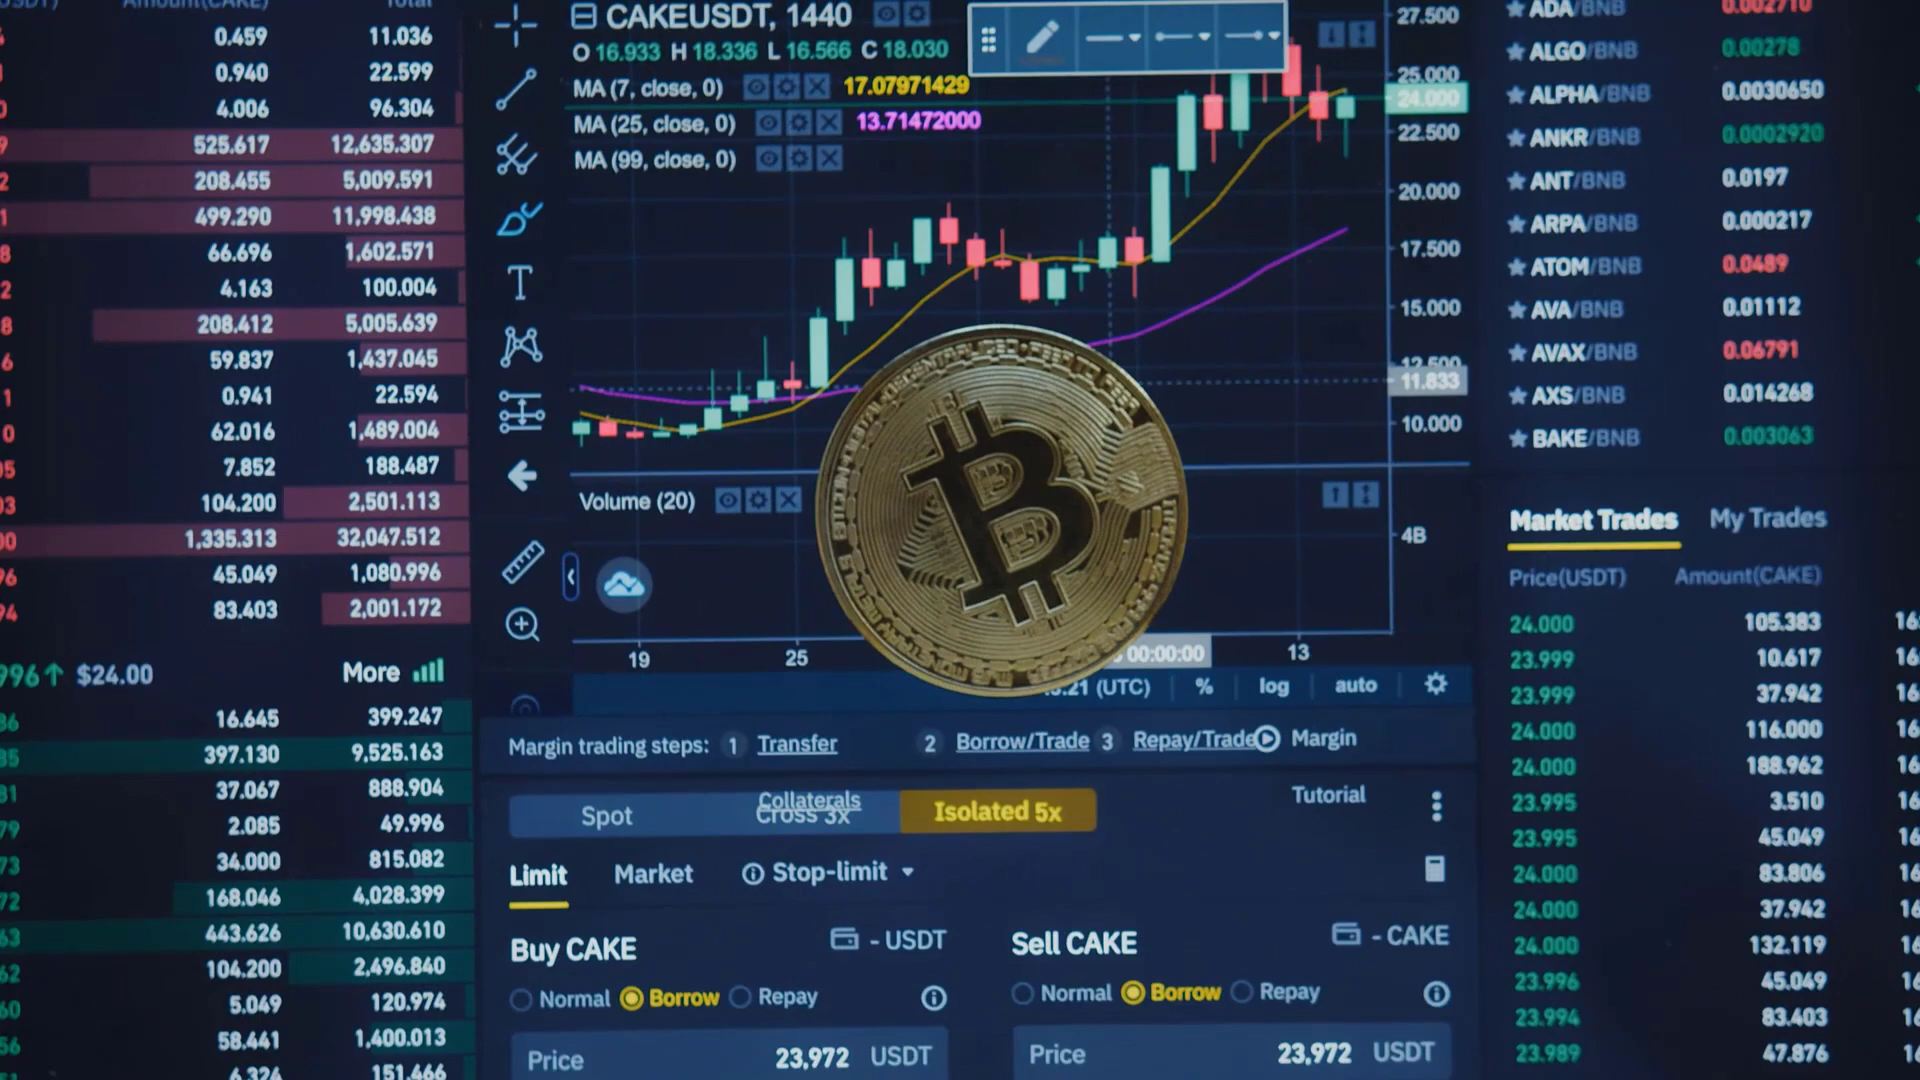 Amount(CAKE) Total
0.459 11.036
0.940 22.599
4.006 96.304
525.617 12,635.307
208.455 5,009.591
499.290 11,998.438
66.696 1,602.571
4.163 100.004
208.412 5,005.639
59.837 1,437.045
0.941 22.594
62.016 1,489.004
7.852 188.487
104.200 2,501.113
1,335.313 32,047.512
45.049 1,080.996
83.403 2,001.172
$24.00 More
16.645 399.247
397.130 9,525.163
37.067 888.904
2.085 49.996
34.000 815.082
168.046 4,028.399
443.626 10,630.610
104.200 2,496.840
5.049 120.974
58.441 1,400.013
6.324 151.466
CAKEUSDT, 1440
O 16.933 H 18.336 L 16.566 C 18.030
MA (7, close, 0) 17.07971429
MA (25, close, 0) 13.71472000
MA (99, close, 0)
27.500
25.000
24.000
22.500
20.000
17.500
15.000
12.500
11.833
10.000
Volume (20)
4B
19 25 00:00:00 13
(UTC) % log auto
Margin trading steps: 1 Transfer 2 Borrow/Trade 3 Repay/Trade Margin
Tutorial
Spot Collaterals Cross 3x Isolated 5x
Limit Market Stop-limit
Buy CAKE - USDT
Normal Borrow Repay
Price 23,972 USDT
Sell CAKE - CAKE
Normal Borrow Repay
Price 23,972 USDT
ADA/BNB 0.002710
ALGO/BNB 0.00278
ALPHA/BNB 0.0030650
ANKR/BNB 0.0002920
ANT/BNB 0.0197
ARPA/BNB 0.000217
ATOM/BNB 0.0489
AVA/BNB 0.01112
AVAX/BNB 0.06791
AXS/BNB 0.014268
BAKE/BNB 0.003063
Market Trades My Trades
Price(USDT) Amount(CAKE)
24.000 105.383
23.999 10.617
23.999 37.942
24.000 116.000
24.000 188.962
23.995 3.510
23.995 45.049
24.000 83.806
24.000 37.942
24.000 132.119
23.996 45.049
23.994 83.403
23.989 47.876